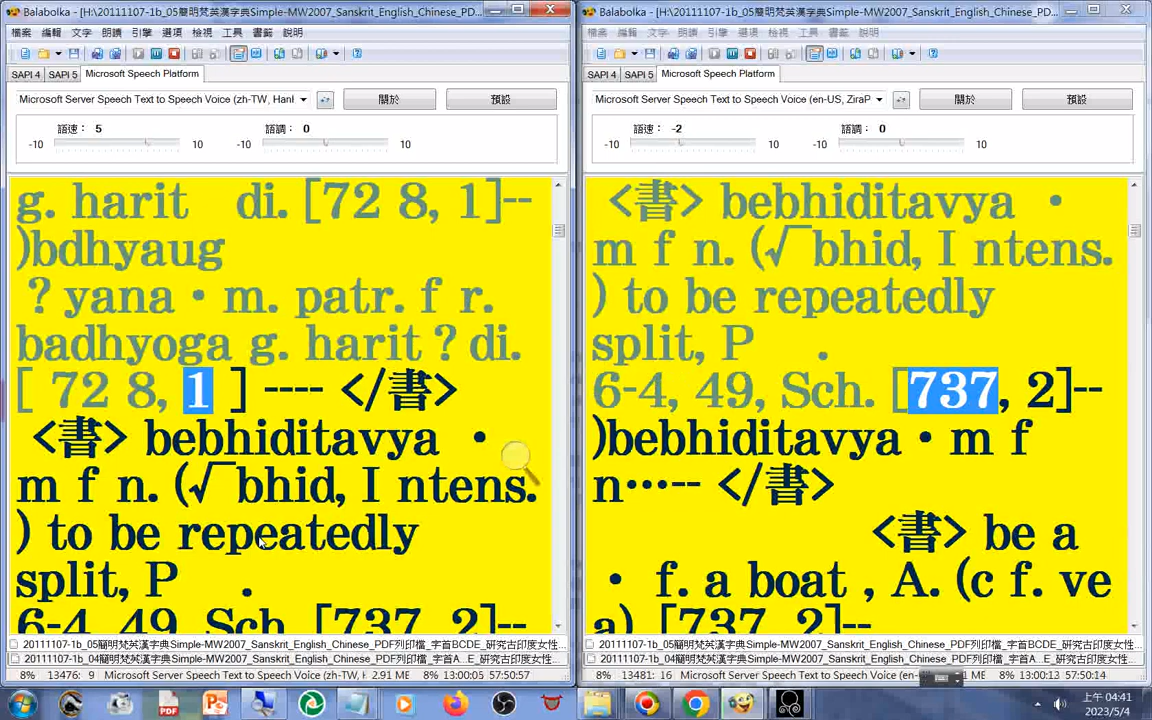 Balabolka - [H:\20111107-1b_05簡明梵英漢字典Simple-MW2007_Sanskrit_English_Chinese_PD...
檔案 編輯 文字 朗讀 引擎 選項 檢視 工具 書籤 說明
SAPI 4 SAPI 5 Microsoft Speech Platform
Microsoft Server Speech Text to Speech Voice (zh-TW, HanI
關於
預設
語速: 5 語調: 0
-10 10 -10 10
g. harit di. [72 8, 1]--
)bdhyaug
?yana • m. patr. f r.
badhyoga g. harit ? di.
[ 72 8, 1 ] ---- </書>
<書> bebhiditavya •
m f n. (√ bhid, I ntens.
) to be repeatedly
split, P .
6-4, 49, Sch. [737, 2]--
20111107-1b_05簡明梵英漢字典Simple-MW2007_Sanskrit_English_Chinese_PDF列印檔_字首BCDE_研究古印度女性...
20111107-1b_04簡明梵英漢字典Simple-MW2007_Sanskrit_English_Chinese_PDF列印檔_字首A...E_研究古印度女性...
8% 13476: 9 Microsoft Server Speech Text to Speech Voice (zh-TW, H 2.91 ME 8% 13:00:05 57:50:57
Balabolka - [H:\20111107-1b_05簡明梵英漢字典Simple-MW2007_Sanskrit_English_Chinese_PD...
檔案 編輯 文字 朗讀 引擎 選項 檢視 工具 書籤 說明
SAPI 4 SAPI 5 Microsoft Speech Platform
Microsoft Server Speech Text to Speech Voice (en-US, ZiraP
關於
預設
語速: -2 語調: 0
-10 10 -10 10
<書> bebhiditavya •
m f n. (√ bhid, I ntens.
) to be repeatedly
split, P .
6-4, 49, Sch. [737, 2]--
)bebhiditavya • m f
n…-- </書>
<書> be a
• f. a boat , A. (c f. ve
a) [737, 2]--
20111107-1b_05簡明梵英漢字典Simple-MW2007_Sanskrit_English_Chinese_PDF列印檔_字首BCDE_研究古印度女性...
20111107-1b_04簡明梵英漢字典Simple-MW2007_Sanskrit_English_Chinese_PDF列印檔_字首A...E_研究古印度女性...
8% 13481: 16 Microsoft Server Speech Text to Speech Voice (en-US, ME 8% 13:00:13 57:50:14
PDF
上午 04:41
2023/5/4